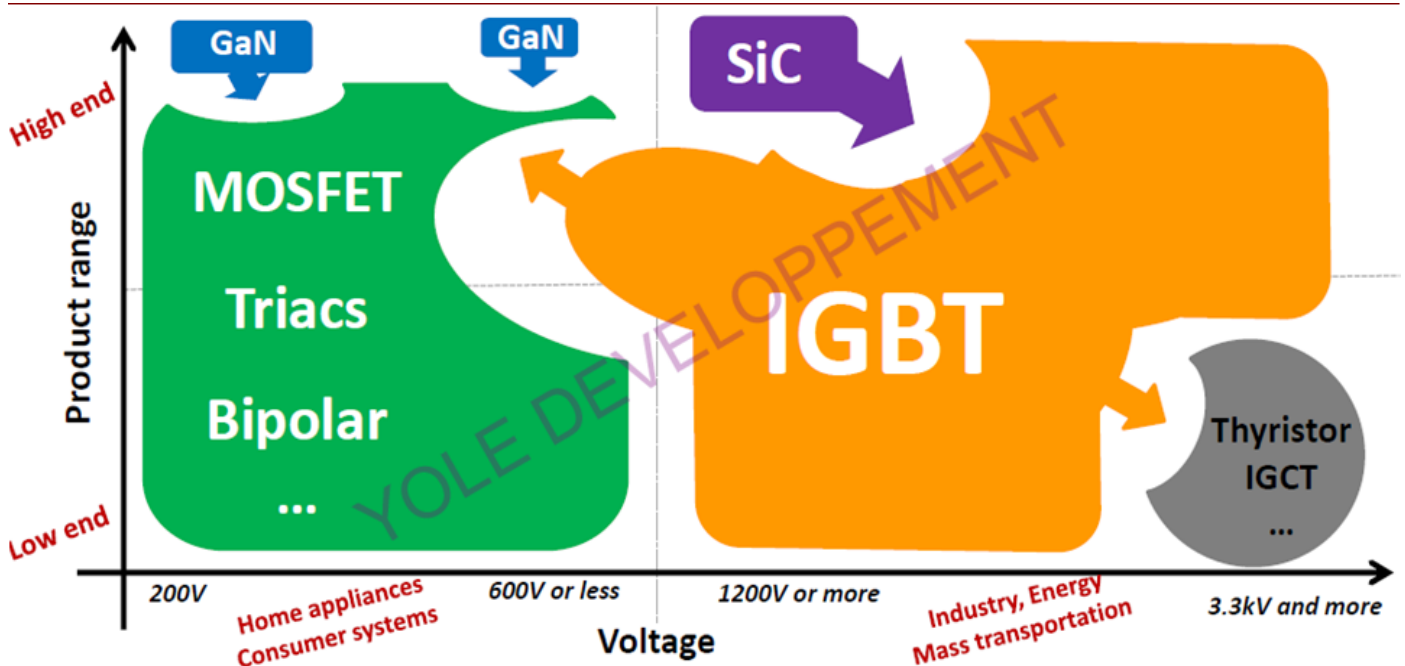 GaN
GaN
SiC
High end
MOSFET
Triacs
Bipolar
...
IGBT
Thyristor
IGCT
...
Product range
Low end
YOLE DEVELOPPEMENT
200V
600V or less
1200V or more
3.3kV and more
Home appliances
Consumer systems
Industry, Energy
Mass transportation
Voltage